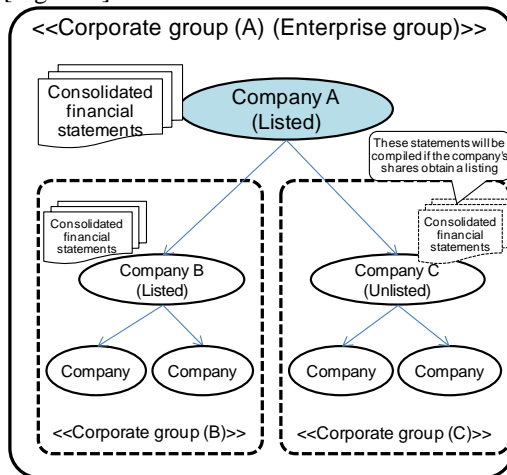 <<Corporate group (A) (Enterprise group)>>
Consolidated
financial
statements
Company A
(Listed)
These statements will be
compiled if the company's
shares obtain a listing
Consolidated
financial
statements
Consolidated
financial
statements
Company B
(Listed)
Company C
(Unlisted)
Company
Company
Company
Company
<<Corporate group (B)>>
<<Corporate group (C)>>